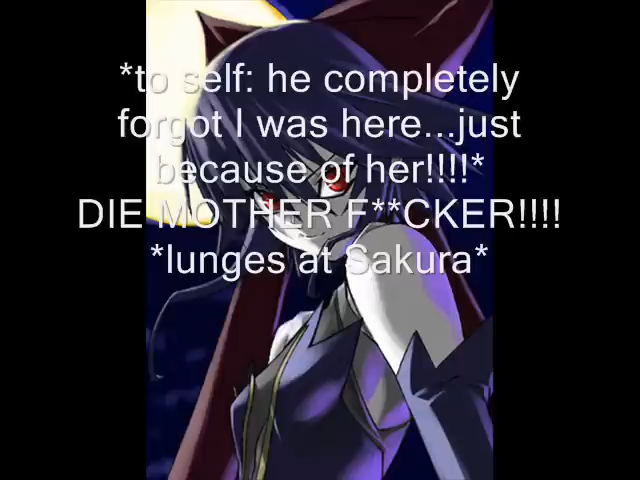 *to self: he completely
forgot I was here...just
because of her!!!!*
DIE MOTHER F**CKER!!!!
*lunges at Sakura*